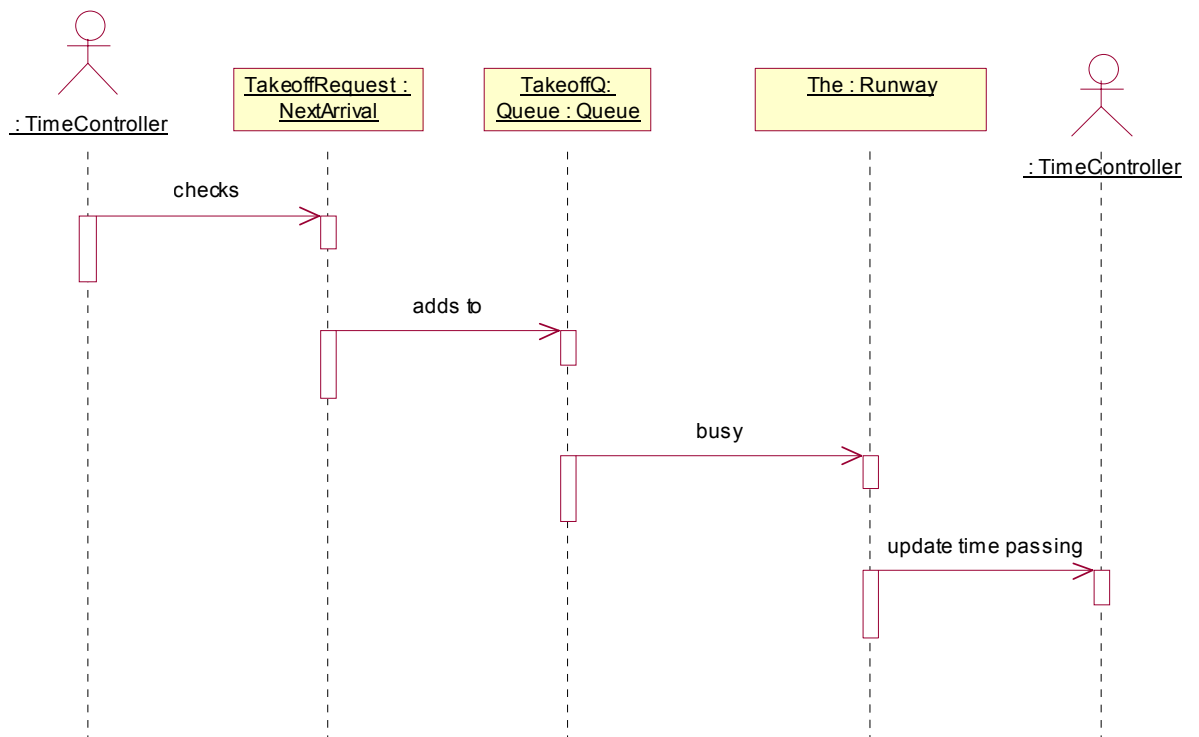 : TimeController
TakeoffRequest :
NextArrival
TakeoffQ:
Queue : Queue
The : Runway
: TimeController
checks
adds to
busy
update time passing